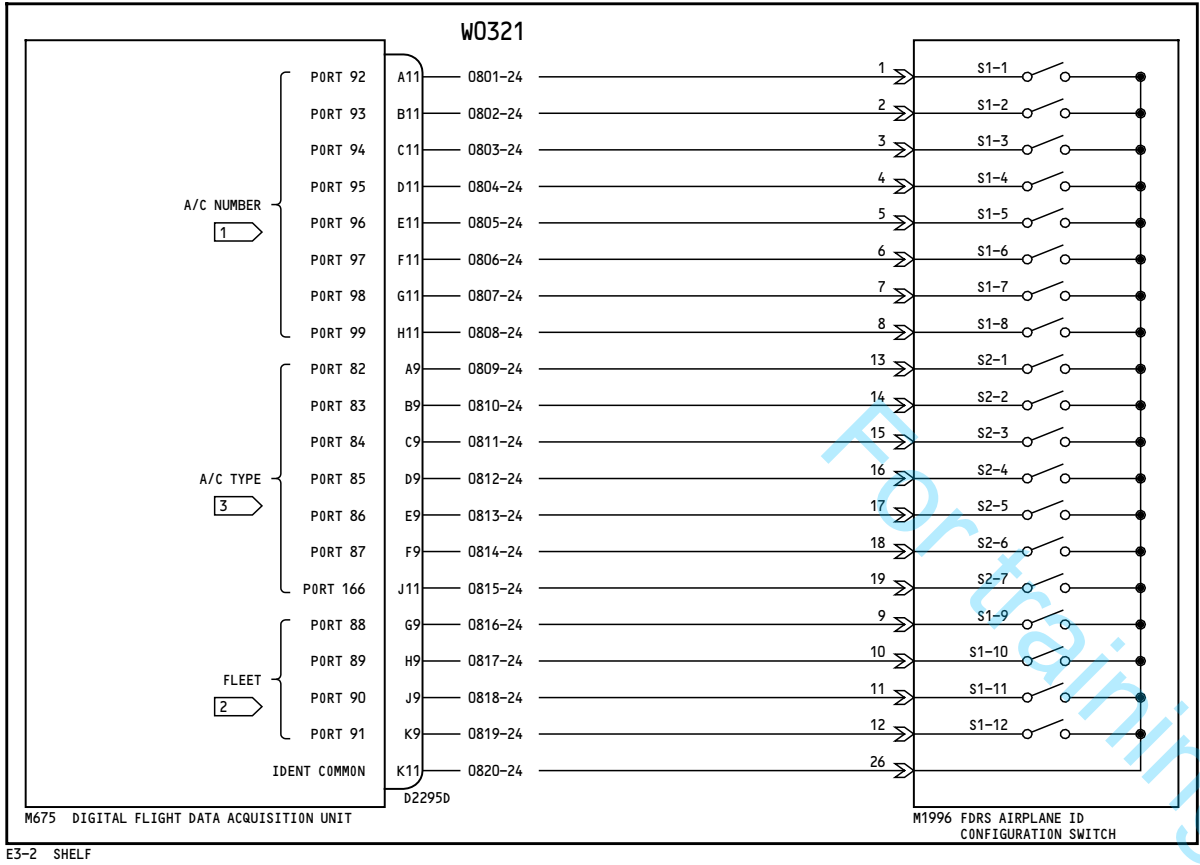 W0321
PORT 92 A11 0801-24 1 S1-1
PORT 93 B11 0802-24 2 S1-2
PORT 94 C11 0803-24 3 S1-3
PORT 95 D11 0804-24 4 S1-4
A/C NUMBER
1
PORT 96 E11 0805-24 5 S1-5
PORT 97 F11 0806-24 6 S1-6
PORT 98 G11 0807-24 7 S1-7
PORT 99 H11 0808-24 8 S1-8
PORT 82 A9 0809-24 13 S2-1
PORT 83 B9 0810-24 14 S2-2
PORT 84 C9 0811-24 15 S2-3
A/C TYPE PORT 85 D9 0812-24 16 S2-4
3
PORT 86 E9 0813-24 17 S2-5
PORT 87 F9 0814-24 18 S2-6
PORT 166 J11 0815-24 19 S2-7
PORT 88 G9 0816-24 9 S1-9
PORT 89 H9 0817-24 10 S1-10
FLEET
2
PORT 90 J9 0818-24 11 S1-11
PORT 91 K9 0819-24 12 S1-12
IDENT COMMON K11 0820-24 26
D2295D
M675 DIGITAL FLIGHT DATA ACQUISITION UNIT
M1996 FDRS AIRPLANE ID
CONFIGURATION SWITCH
E3-2 SHELF
For training